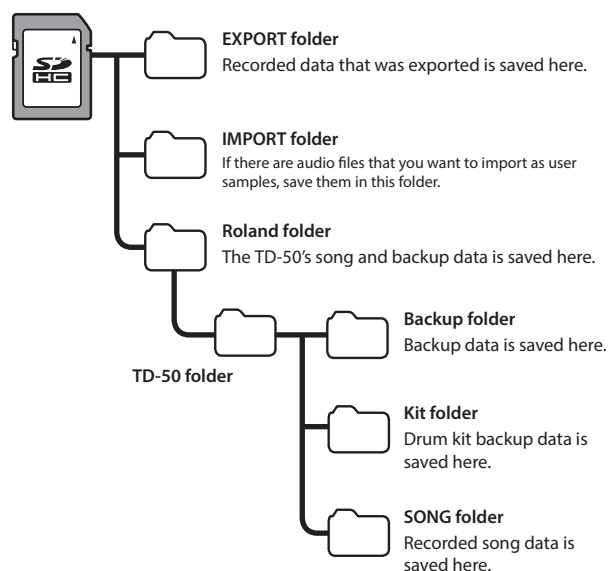 SD
HC
EXPORT folder
Recorded data that was exported is saved here.
IMPORT folder
If there are audio files that you want to import as user
samples, save them in this folder.
Roland folder
The TD-50's song and backup data is saved here.
TD-50 folder
Backup folder
Backup data is saved here.
Kit folder
Drum kit backup data is
saved here.
SONG folder
Recorded song data is
saved here.